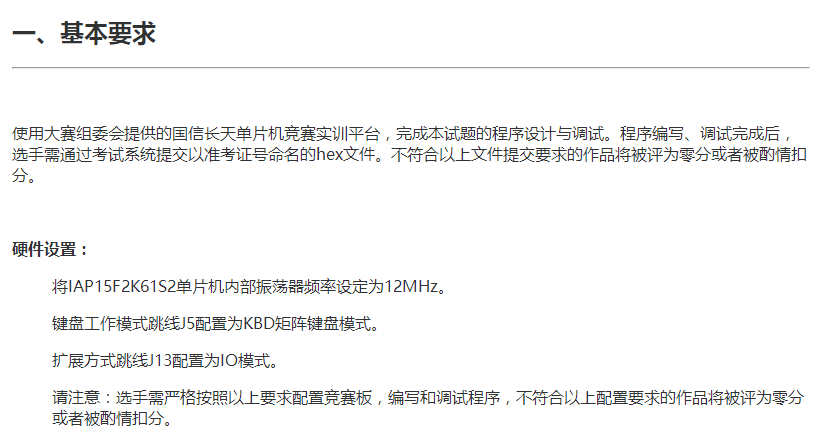 一、基本要求
使用大赛组委会提供的国信长天单片机竞赛实训平台，完成本试题的程序设计与调试。程序编写、调试完成后，
选手需通过考试系统提交以准考证号命名的hex文件。不符合以上文件提交要求的作品将被评为零分或者被酌情扣
分。
硬件设置：
将IAP15F2K61S2单片机内部振荡器频率设定为12MHz。
键盘工作模式跳线J5配置为KBD矩阵键盘模式。
扩展方式跳线J13配置为IO模式。
请注意：选手需严格按照以上要求配置竞赛板，编写和调试程序，不符合以上配置要求的作品将被评为零分
或者被酌情扣分。